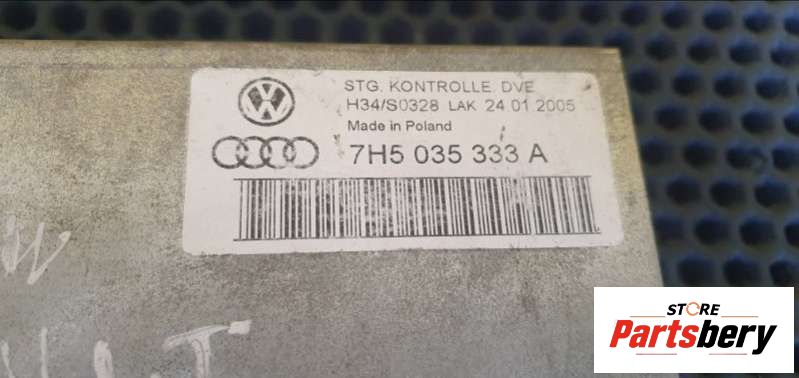 STG. KONTROLLE. DVE
H34/S0328 LAK 24 01.2005
Made in Poland
7H5 035 333 A
STORE
Partsbery